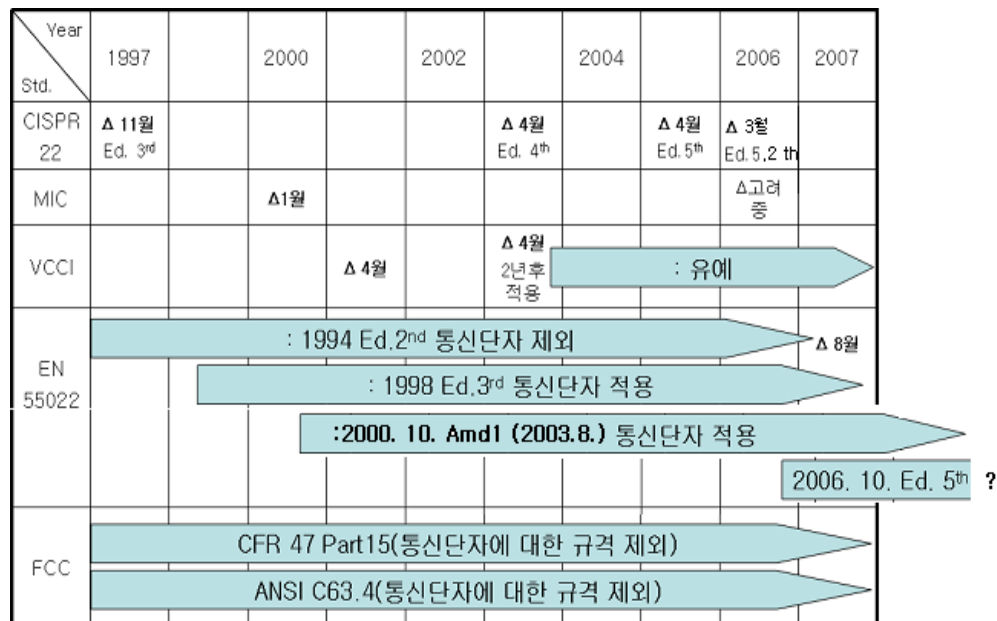 Year
Std.
1997 2000 2002 2004 2006 2007
CISPR
22
Δ 11월
Ed. 3rd
Δ 4월
Ed. 4th
Δ 4월
Ed.5th
Δ 3월
Ed.5.2 th
MIC
Δ1월
Δ고려
중
VCCI
Δ 4월
Δ 4월
2년후
적용
: 유예
EN
55022
: 1994 Ed.2nd 통신단자 제외
Δ 8월
: 1998 Ed.3rd 통신단자 적용
:2000. 10. Amd1 (2003.8.) 통신단자 적용
2006. 10. Ed. 5th ?
FCC
CFR 47 Part15(통신단자에 대한 규격 제외)
ANSI C63.4(통신단자에 대한 규격 제외)